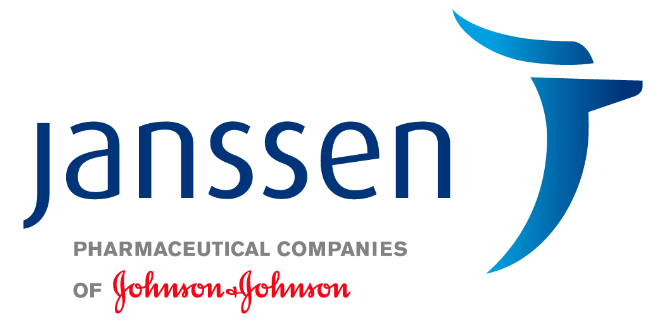 janssen
PHARMACEUTICAL COMPANIES
OF Johnson&Johnson